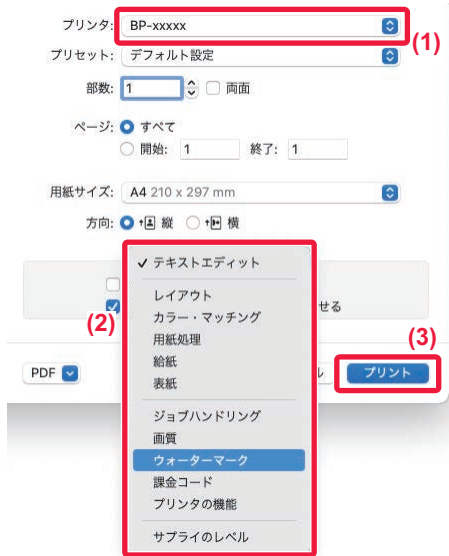 プリンタ: BP-xxxxx
(1)
プリセット: デフォルト設定
部数: 1 両面
ページ: すべて
開始: 1 終了: 1
用紙サイズ: A4 210 x 297 mm
方向: 縦 横
✓ テキストエディット
レイアウト
カラー・マッチング
せる
用紙処理
(2)
給紙
(3)
表紙
PDF
ル
プリント
ジョブハンドリング
画質
ウォーターマーク
課金コード
プリンタの機能
サプライのレベル